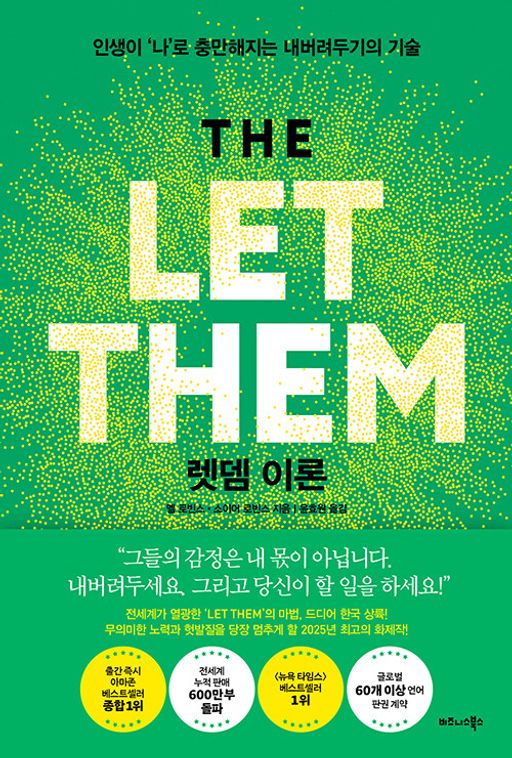 인생이 ‘나’로 충만해지는 내버려두기의 기술
THE
LET
THEM
렛뎀 이론
멜 로빈스·소이어 로빈스 지음 | 윤효원 옮김
“그들의 감정은 내 몫이 아닙니다.
내버려두세요, 그리고 당신이 할 일을 하세요!”
전세계가 열광한 ‘LET THEM’의 마법, 드디어 한국 상륙!
무의미한 노력과 헛발질을 당장 멈추게 할 2025년 최고의 화제작!
출간 즉시
아마존
베스트셀러
종합 1위
전세계
누적 판매
600만 부
돌파
〈뉴욕 타임스〉
베스트셀러
1위
글로벌
60개 이상 언어
판권 계약
비즈니스북스